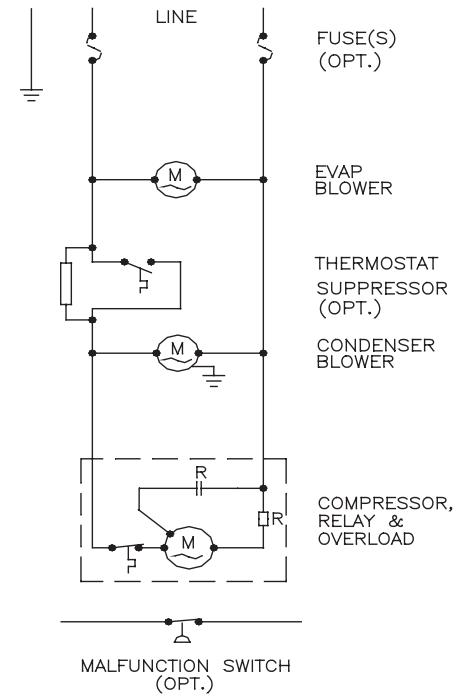 LINE
FUSE(S)
(OPT.)
M
EVAP
BLOWER
THERMOSTAT
SUPPRESSOR
(OPT.)
M
CONDENSER
BLOWER
R
R
M
COMPRESSOR,
RELAY &
OVERLOAD
MALFUNCTION SWITCH
(OPT.)